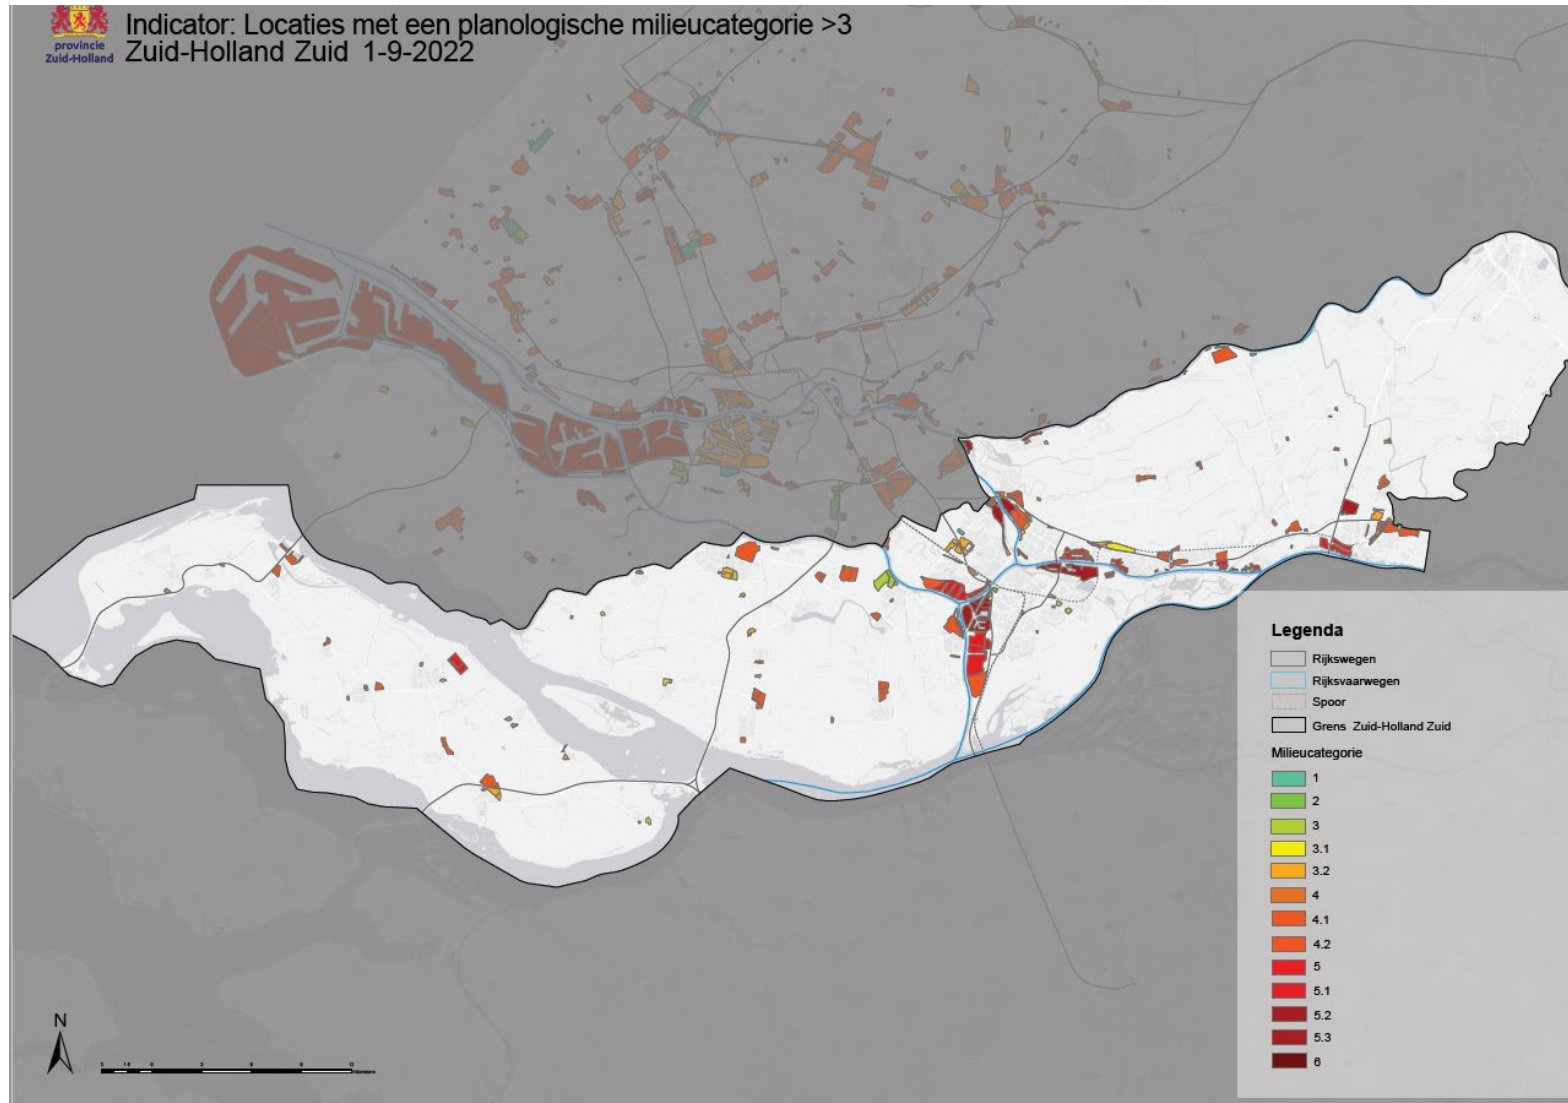 provincie
Zuid-Holland
Indicator: Locaties met een planologische milieucategorie >3
Zuid-Holland Zuid 1-9-2022
Legenda
Rijkswegen
Rijksvaarwegen
Spoor
Grens Zuid-Holland Zuid
Milieucategorie
1
2
3
3.1
3.2
4
4.1
4.2
5
5.1
5.2
5.3
6
N